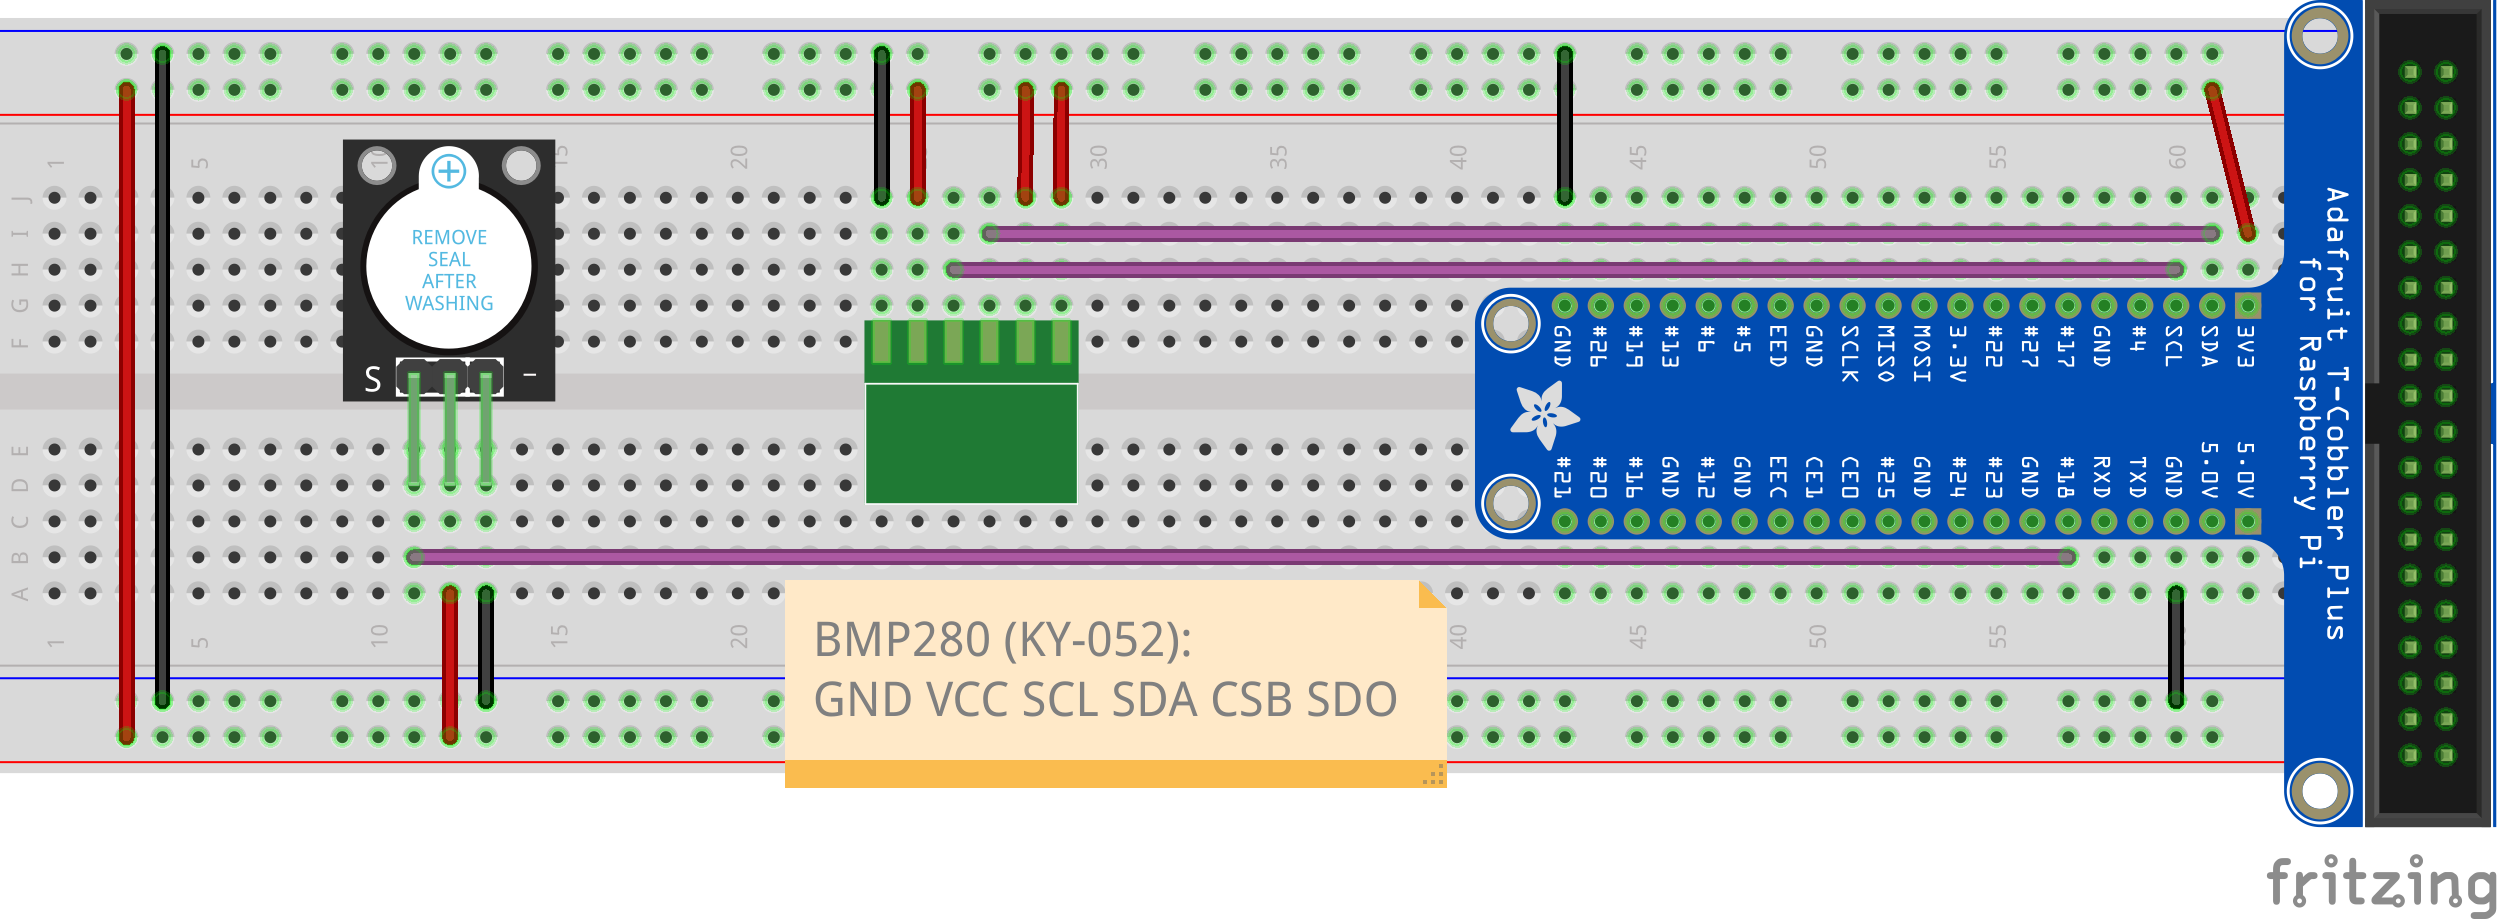 1
5
10
15
20
30
35
40
45
50
55
60
J
I
H
G
F
E
D
C
B
A
REMOVE
SEAL
AFTER
WASHING
S
−
GND #26 #19 #13 #6 #5 EED GND SCLK MISO MOSI 3.3V #22 #27 #17 GND #4 SCL SDA 3V3
#21 #20 #16 GND #12 GND EEC CE1 CE0 #25 GND #24 #23 GND #18 RXD TXD GND 5.0V 5.0V
Adafruit T-Cobbler Plus
for Raspberry Pi
1
5
10
15
20
40
45
50
55
BMP280 (KY-052):
GND VCC SCL SDA CSB SDO
fritzing